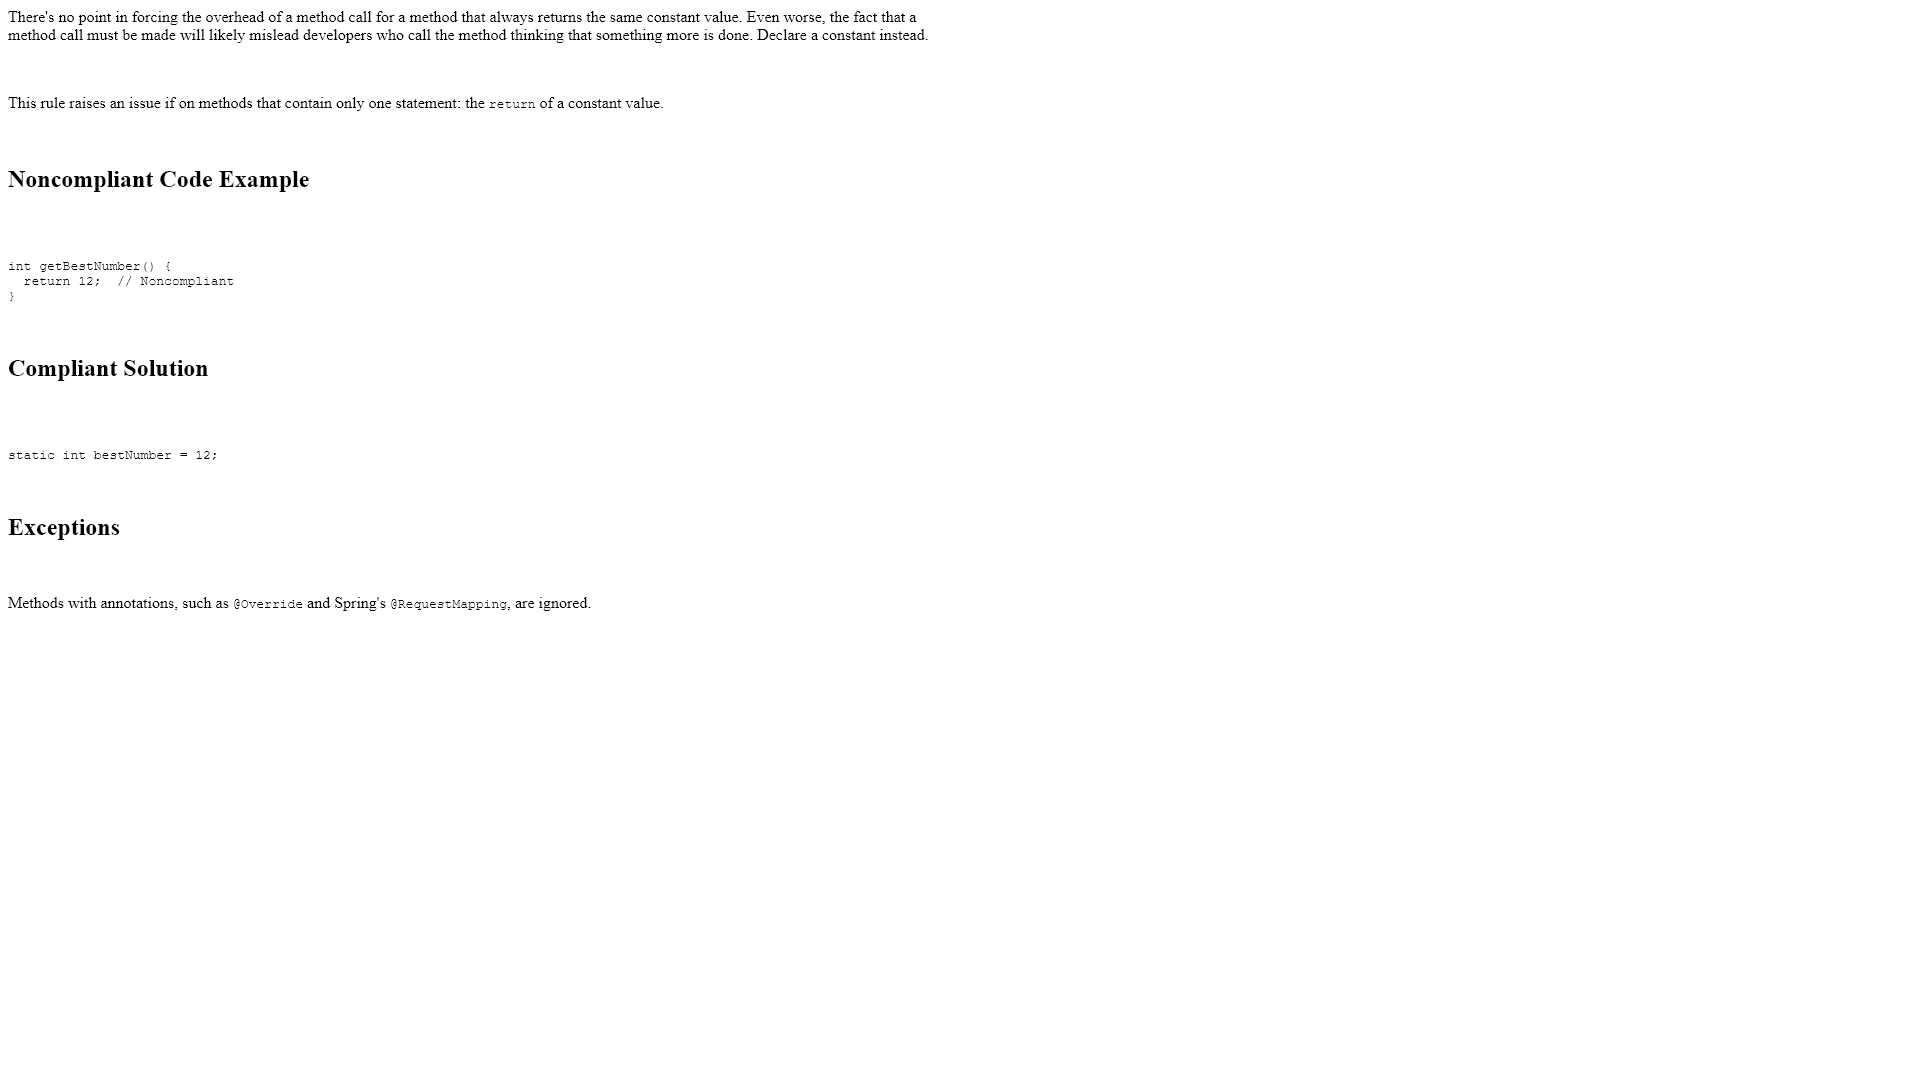 There's no point in forcing the overhead of a method call for a method that always returns the same constant value. Even worse, the fact that a
method call must be made will likely mislead developers who call the method thinking that something more is done. Declare a constant instead.
This rule raises an issue if on methods that contain only one statement: the return of a constant value.
Noncompliant Code Example
int getBestNumber() {
  return 12;  // Noncompliant
}
Compliant Solution
static int bestNumber = 12;
Exceptions
Methods with annotations, such as @Override and Spring's @RequestMapping, are ignored.